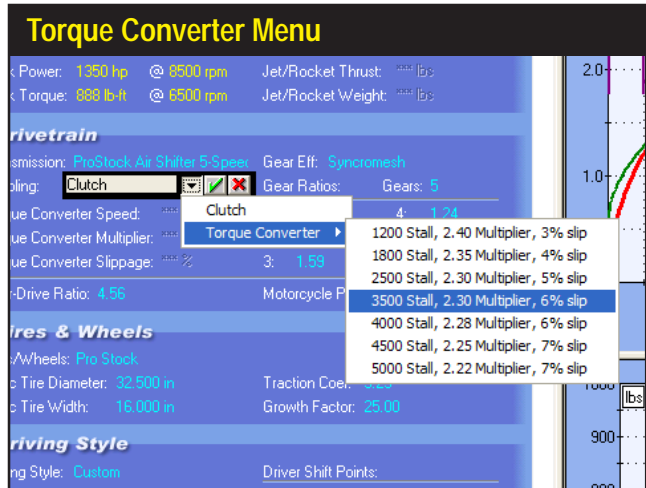 Torque Converter Menu
k Power: 1350 hp @ 8500 rpm Jet/Rocket Thrust: *** lbs
k Torque: 888 lb-ft @ 6500 rpm Jet/Rocket Weight: *** lbs
rivetrain
smission: ProStock Air Shifter 5-Speed Gear Eff: Syncromesh
pling: Clutch Gear Ratios: Gears: 5
que Converter Speed: ***
Clutch
4: 1.24
que Converter Multiplier: ***
Torque Converter
que Converter Slippage: *** % 3: 1.59
1200 Stall, 2.40 Multiplier, 3% slip
1800 Stall, 2.35 Multiplier, 4% slip
2500 Stall, 2.30 Multiplier, 5% slip
3500 Stall, 2.30 Multiplier, 6% slip
4000 Stall, 2.28 Multiplier, 6% slip
4500 Stall, 2.25 Multiplier, 7% slip
5000 Stall, 2.22 Multiplier, 7% slip
r-Drive Ratio: 4.56 Motorcycle P
ires & Wheels
s/Wheels: Pro Stock
c Tire Diameter: 32.500 in Traction Coef:
c Tire Width: 16.000 in Growth Factor: 25.00
riving Style
ng Style: Custom Driver Shift Points:
2.0
1.0
lbs
900